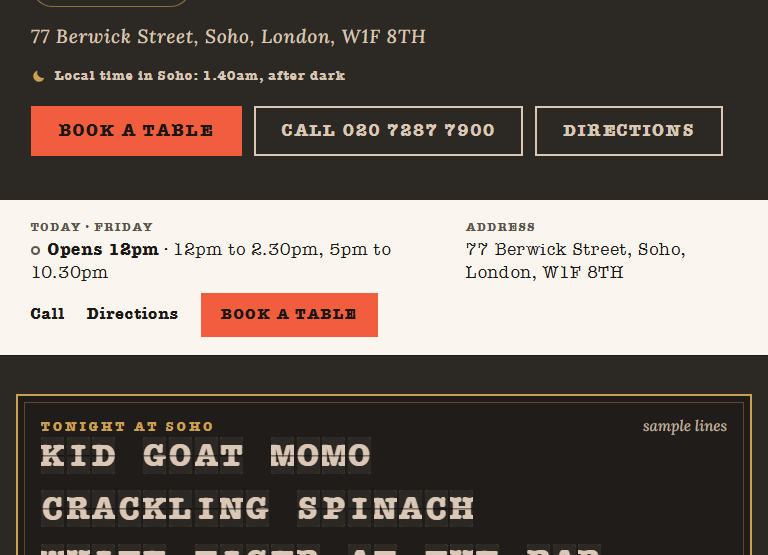 77 Berwick Street, Soho, London, W1F 8TH
Local time in Soho: 1.40am, after dark
BOOK A TABLE
CALL 020 7287 7900
DIRECTIONS
TODAY · FRIDAY
Opens 12pm · 12pm to 2.30pm, 5pm to
10.30pm
ADDRESS
77 Berwick Street, Soho,
London, W1F 8TH
Call
Directions
BOOK A TABLE
TONIGHT AT SOHO
sample lines
KID GOAT MOMO
CRACKLING SPINACH